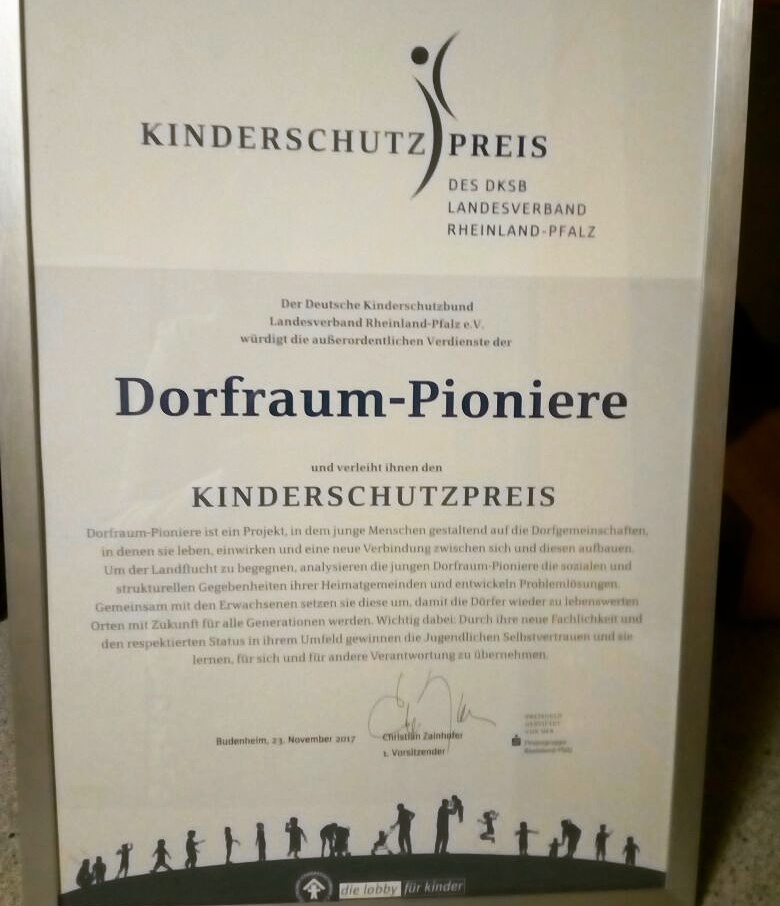 KINDERSCHUTZ PREIS
DES DKSB
LANDESVERBAND
RHEINLAND-PFALZ
Der Deutsche Kinderschutzbund
Landesverband Rheinland-Pfalz e.V.
würdigt die außerordentlichen Verdienste der
Dorfraum-Pioniere
und verleiht ihnen den
KINDERSCHUTZPREIS
Dorfraum-Pioniere ist ein Projekt, in dem junge Menschen gestaltend auf die Dorfgemeinschaften,
in denen sie leben, einwirken und eine neue Verbindung zwischen sich und diesen aufbauen.
Um der Landflucht zu begegnen, analysieren die jungen Dorfraum-Pioniere die sozialen und
strukturellen Gegebenheiten ihrer Heimatgemeinden und entwickeln Problemlösungen.
Gemeinsam mit den Erwachsenen setzen sie diese um, damit die Dörfer wieder zu lebenswerten
Orten mit Zukunft für alle Generationen werden. Wichtig dabei: Durch ihre neue Fachlichkeit und
den respektierten Status in ihrem Umfeld gewinnen die Jugendlichen Selbstvertrauen und sie
lernen, für sich und für andere Verantwortung zu übernehmen.
Budenheim, 23. November 2017
Christian Zainhofer
1. Vorsitzender
die lobby für kinder